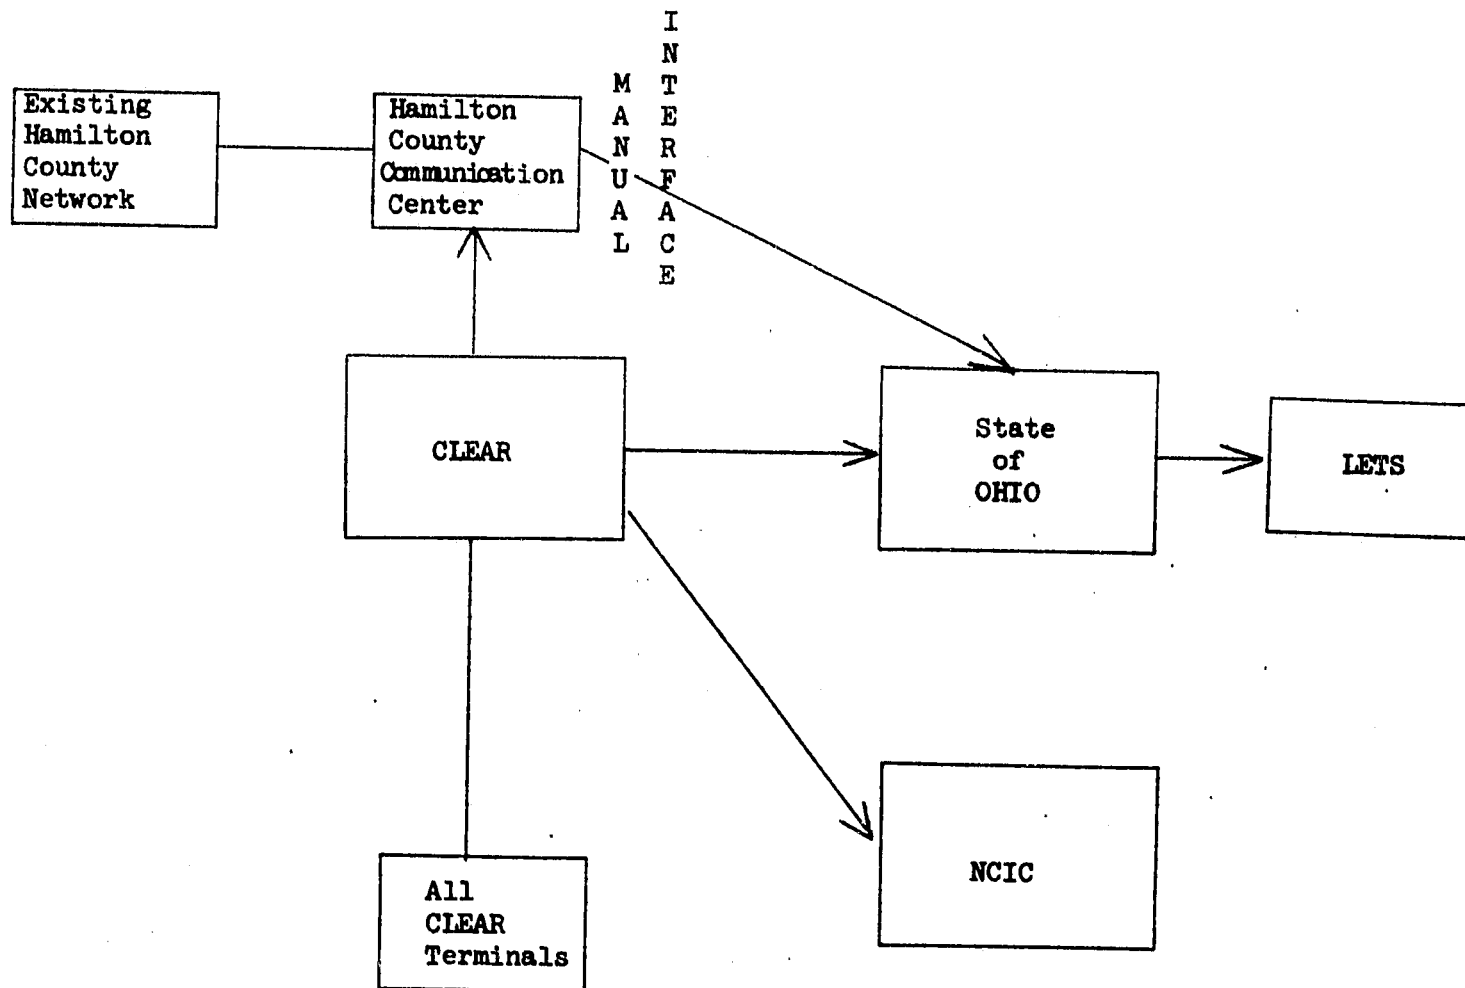 MANUAL
INTERFACE
Existing
Hamilton
County
Network
Hamilton
County
Communication
Center
CLEAR
State
of
OHIO
LETS
NCIC
All
CLEAR
Terminals